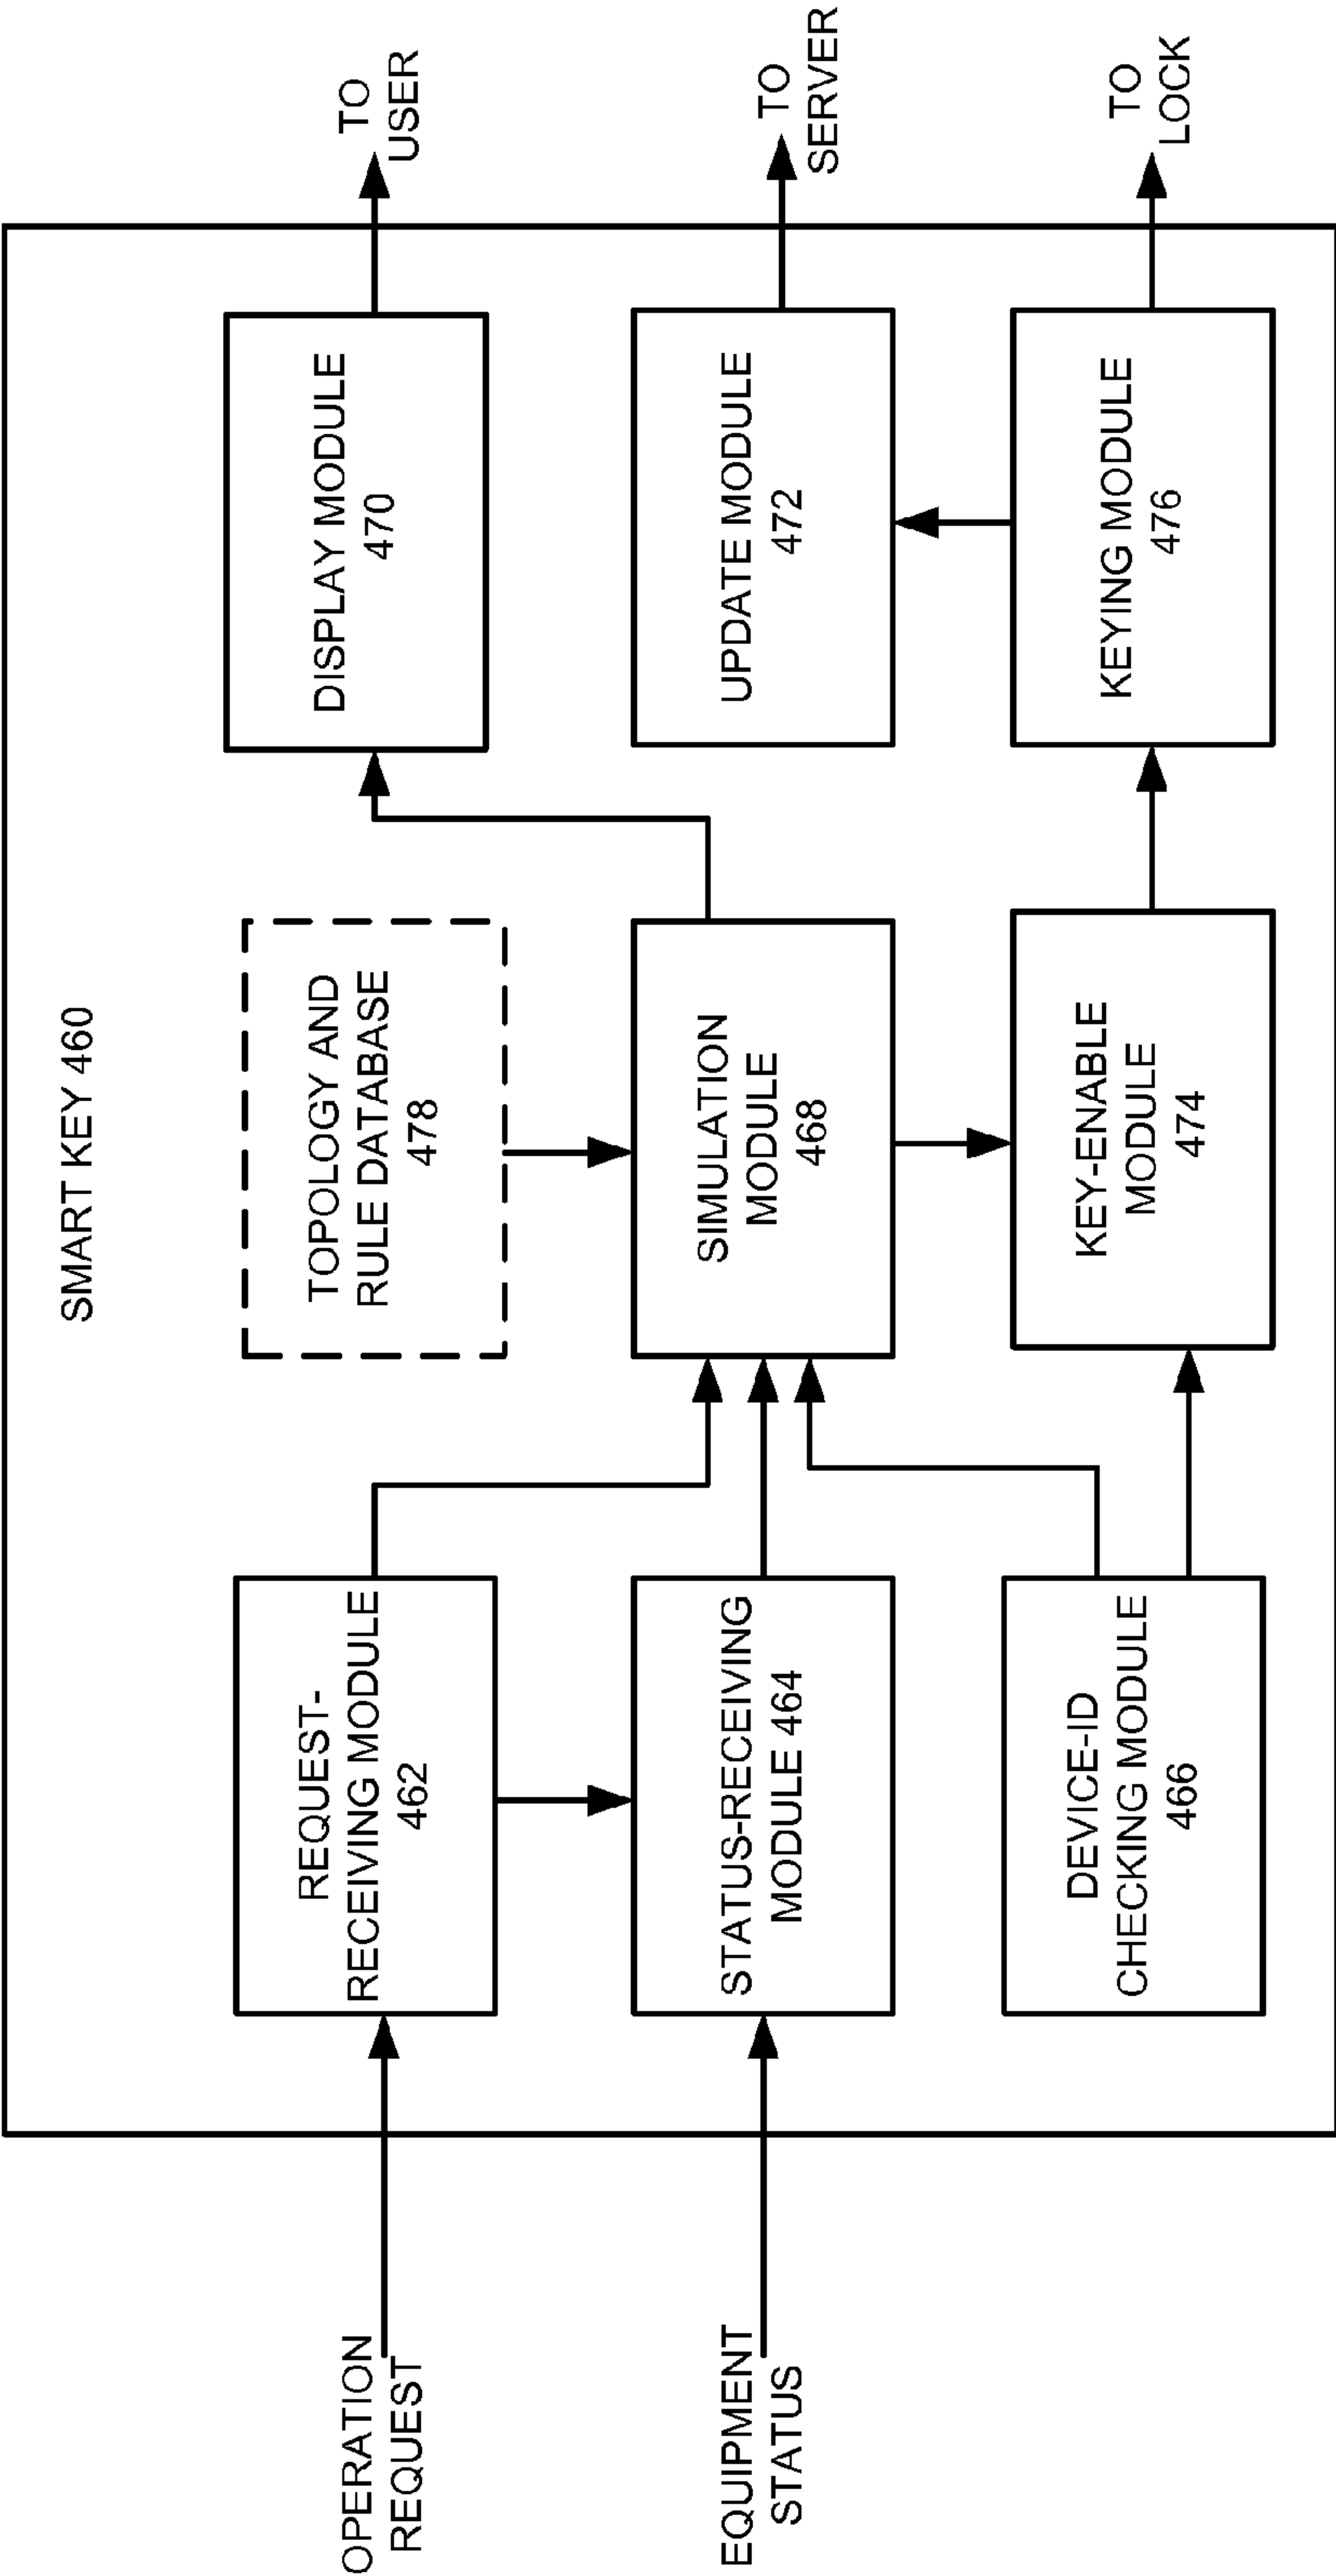 SMART KEY 460
OPERATION
REQUEST
REQUEST-
RECEIVING MODULE
462
TOPOLOGY AND
RULE DATABASE
478
DISPLAY MODULE
470
TO
USER
EQUIPMENT
STATUS
STATUS-RECEIVING
MODULE 464
SIMULATION
MODULE
468
UPDATE MODULE
472
TO
SERVER
DEVICE-ID
CHECKING MODULE
466
KEY-ENABLE
MODULE
474
KEYING MODULE
476
TO
LOCK